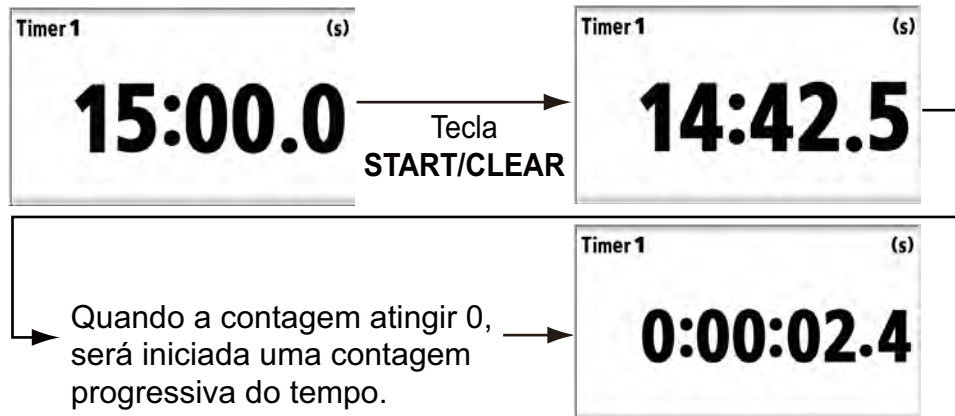 Timer 1 (s)
15:00.0
Tecla
START/CLEAR
Timer 1 (s)
14:42.5
Quando a contagem atingir 0,
será iniciada uma contagem
progressiva do tempo.
Timer 1 (s)
0:00:02.4